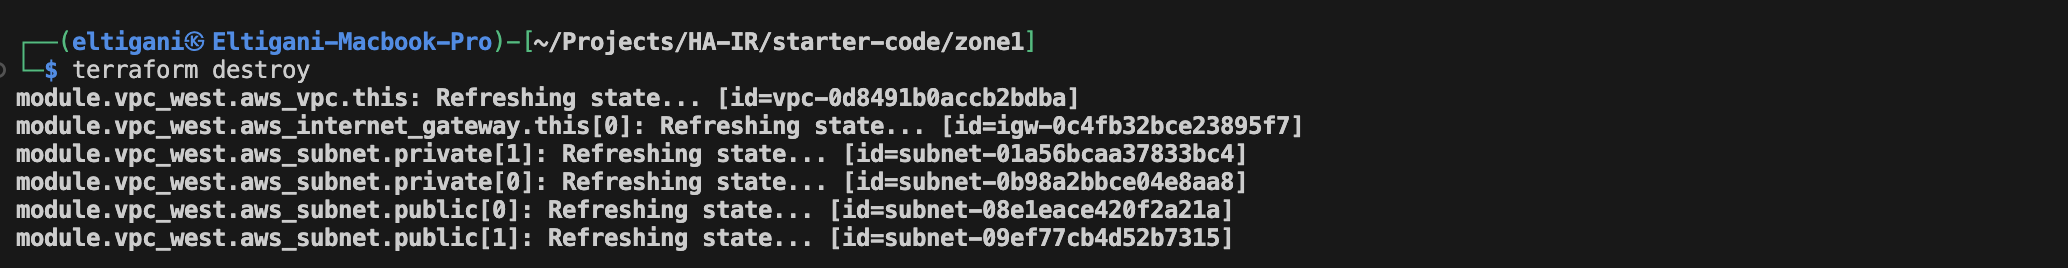 ┌──(eltigani㉿ Eltigani-Macbook-Pro)-[~/Projects/HA-IR/starter-code/zone1]
└─$ terraform destroy
module.vpc_west.aws_vpc.this: Refreshing state... [id=vpc-0d8491b0accb2bdba]
module.vpc_west.aws_internet_gateway.this[0]: Refreshing state... [id=igw-0c4fb32bce23895f7]
module.vpc_west.aws_subnet.private[1]: Refreshing state... [id=subnet-01a56bcaa37833bc4]
module.vpc_west.aws_subnet.private[0]: Refreshing state... [id=subnet-0b98a2bbce04e8aa8]
module.vpc_west.aws_subnet.public[0]: Refreshing state... [id=subnet-08e1eace420f2a21a]
module.vpc_west.aws_subnet.public[1]: Refreshing state... [id=subnet-09ef77cb4d52b7315]